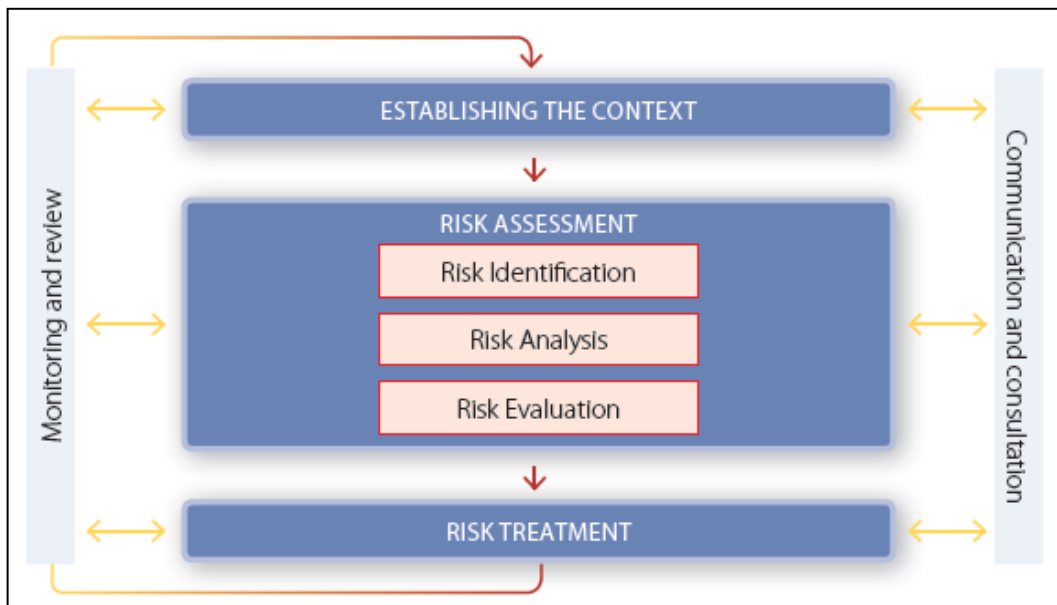 ESTABLISHING THE CONTEXT
Monitoring and review
Communication and consultation
RISK ASSESSMENT
Risk Identification
Risk Analysis
Risk Evaluation
RISK TREATMENT